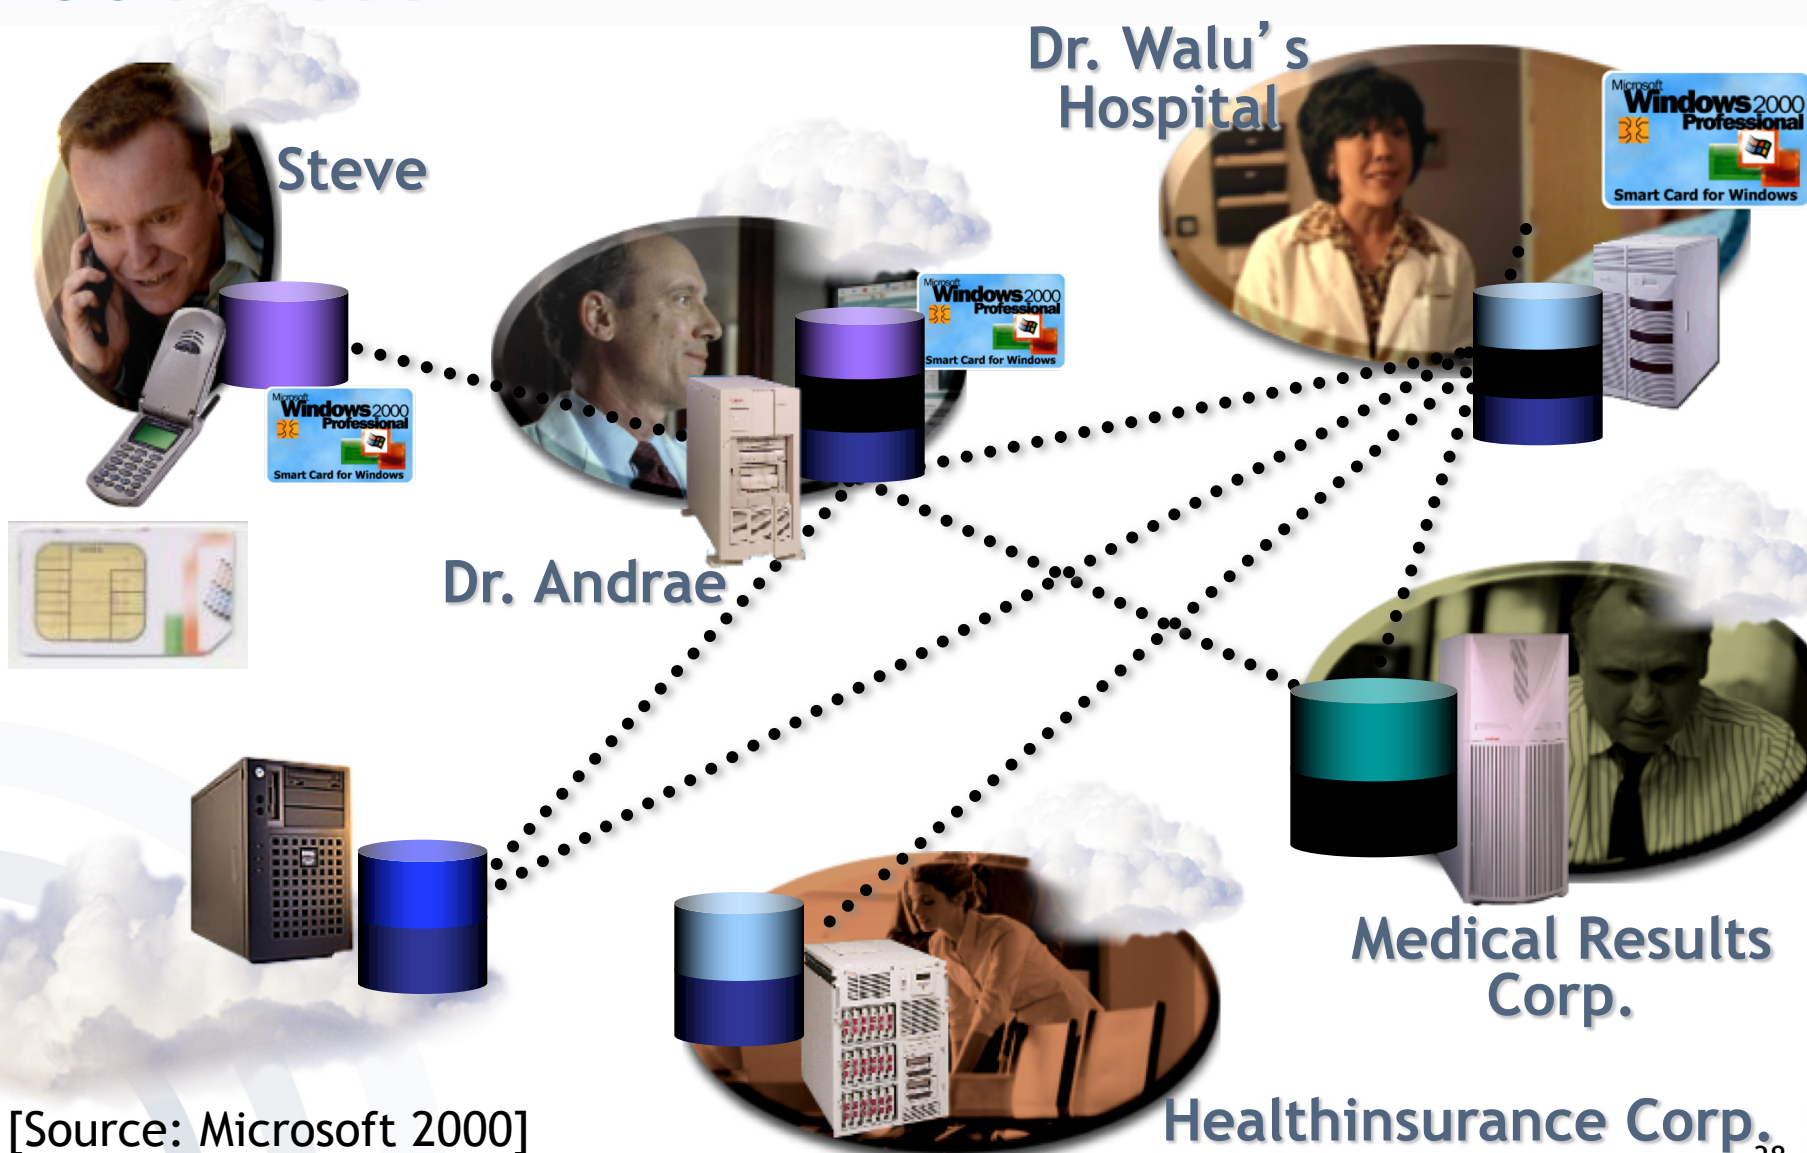 Dr. Walu’s
Hospital
Microsoft
Windows 2000
Professional
Smart Card for Windows
Steve
Microsoft
Windows 2000
Professional
Smart Card for Windows
Microsoft
Windows 2000
Professional
Smart Card for Windows
Dr. Andrae
Medical Results
Corp.
Healthinsurance Corp.
[Source: Microsoft 2000]